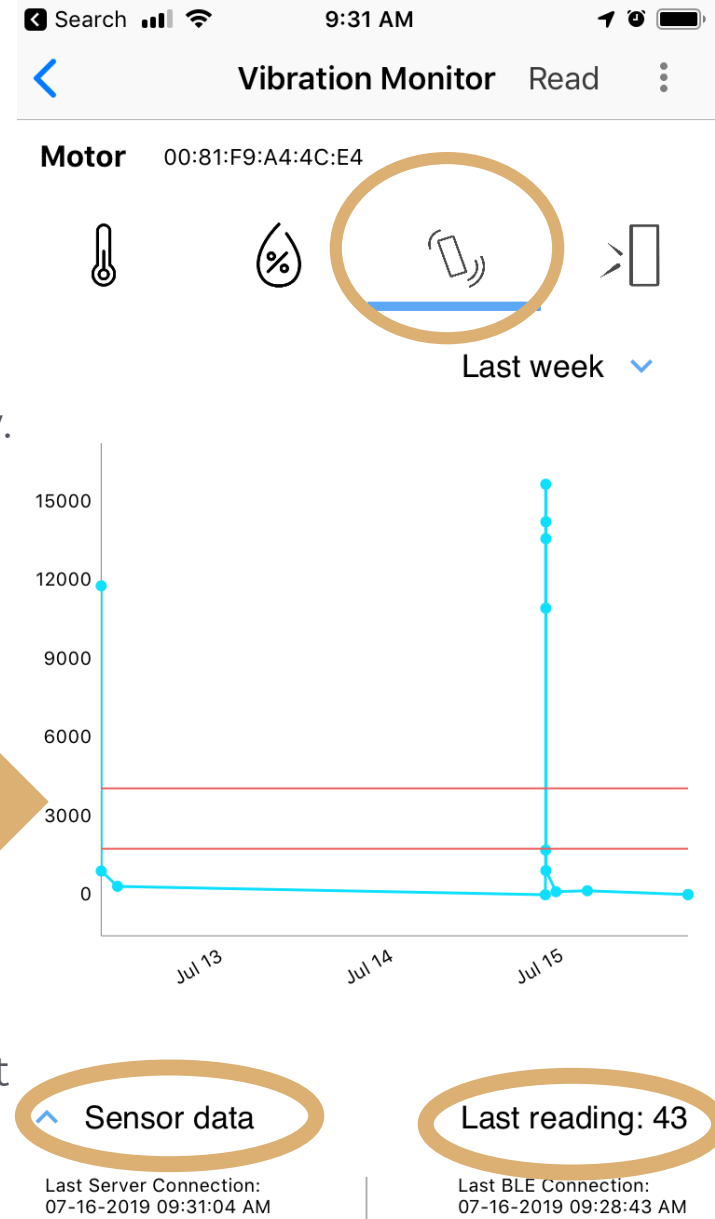 Search 9:31 AM
Vibration Monitor Read
Motor 00:81:F9:A4:4C:E4
%
Last week
y.
15000
12000
9000
6000
3000
0
Jul 13 Jul 14 Jul 15
t
Sensor data Last reading: 43
Last Server Connection: Last BLE Connection:
07-16-2019 09:31:04 AM 07-16-2019 09:28:43 AM